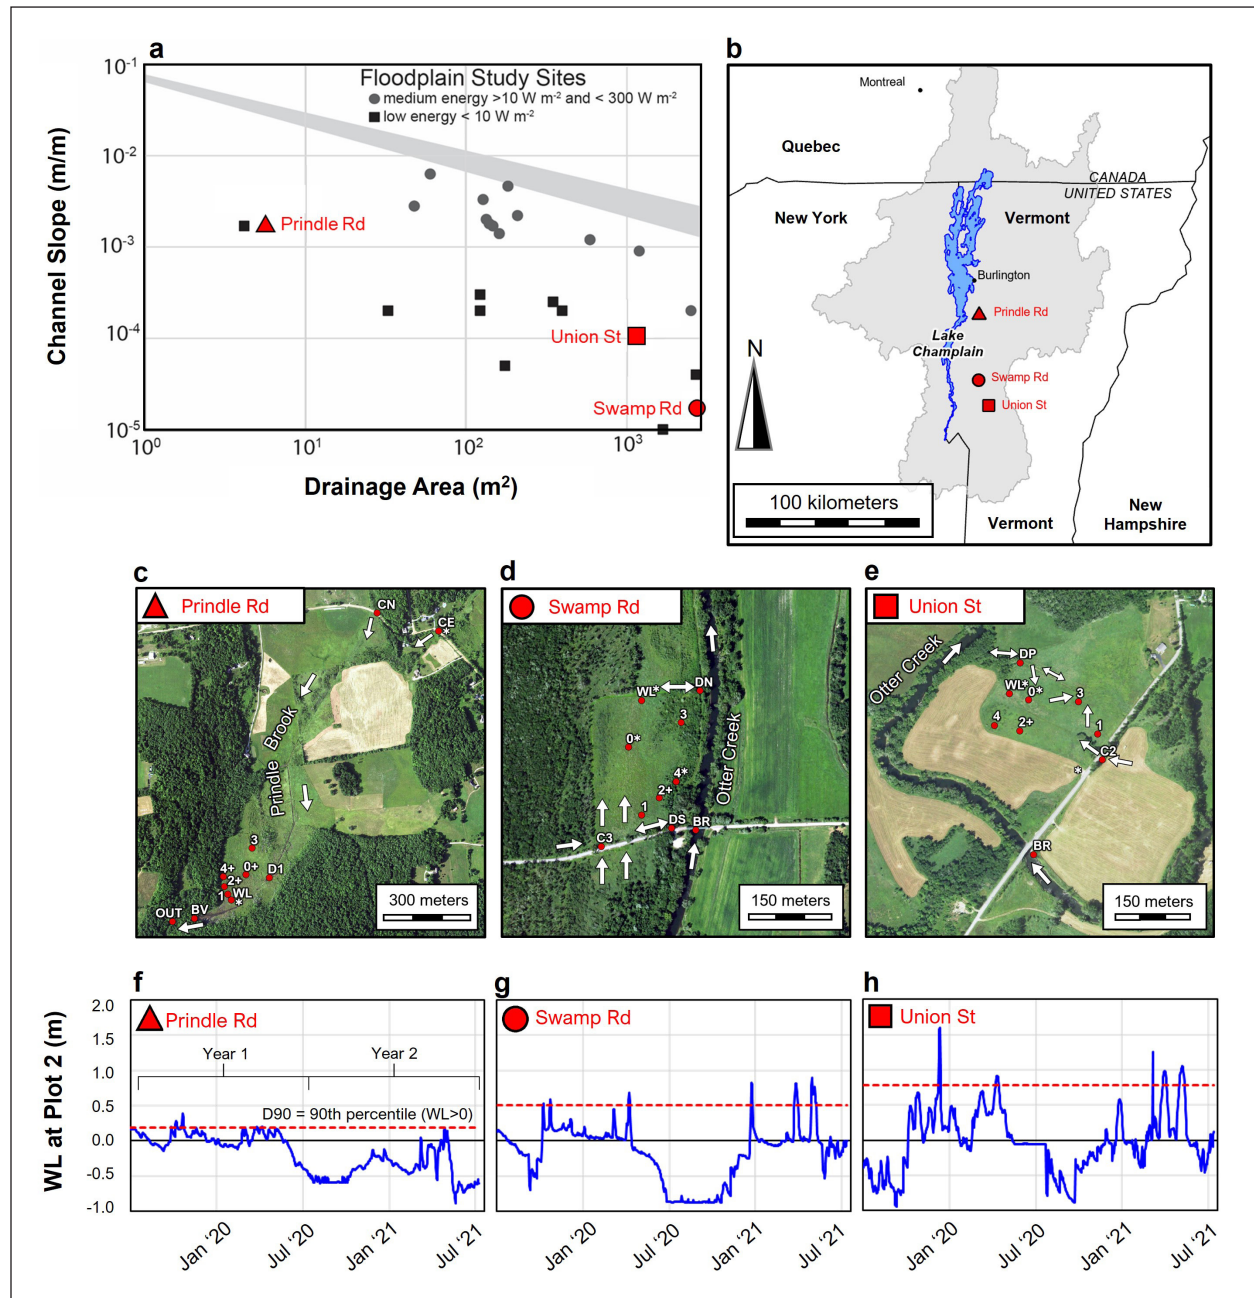 a
Floodplain Study Sites
medium energy >10 W m-2 and < 300 W m-2
low energy < 10 W m-2
10-1
10-2
10-3
10-4
10-5
Channel Slope (m/m)
Prindle Rd
Union St
Swamp Rd
100
101
102
103
Drainage Area (m2)
b
Montreal
Quebec
CANADA
UNITED STATES
New York
Vermont
Burlington
Prindle Rd
Lake
Champlain
N
Swamp Rd
Union St
100 kilometers
Vermont
New
Hampshire
c
Prindle Rd
CN
CE
*
Prindle Brook
3
4+
0+
2+
D1
1
WL
*
OUT
BV
300 meters
d
Swamp Rd
WL*
DN
3
0*
4*
2+
1
DS
BR
C3
Otter Creek
150 meters
e
Union St
Otter Creek
DP
WL*
0*
3
4
2+
1
C2
*
BR
150 meters
f
Prindle Rd
Year 1
Year 2
D90 = 90th percentile (WL>0)
WL at Plot 2 (m)
2.0
1.5
1.0
0.5
0.0
-0.5
-1.0
Jan '20
Jul '20
Jan '21
Jul '21
g
Swamp Rd
Jan '20
Jul '20
Jan '21
Jul '21
h
Union St
Jan '20
Jul '20
Jan '21
Jul '21